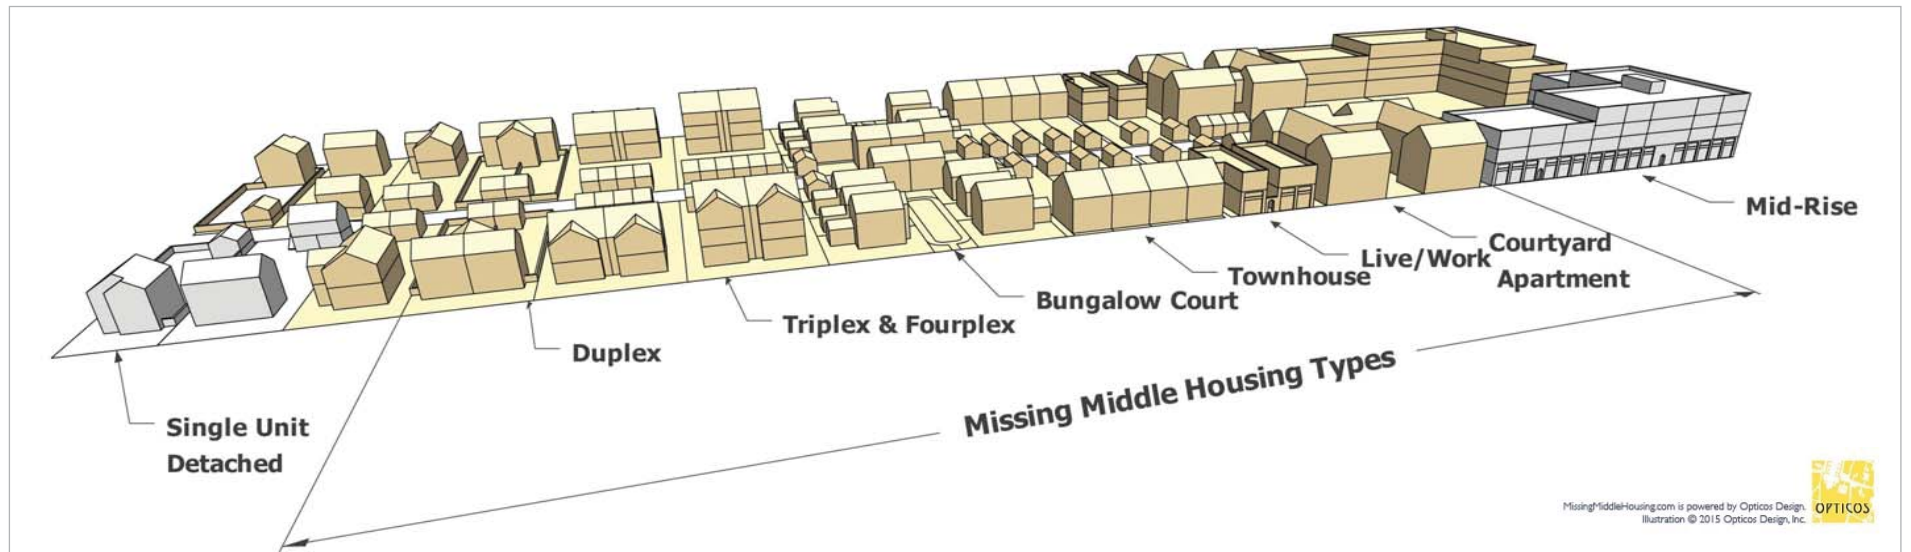 Single Unit
Detached
Duplex
Triplex & Fourplex
Bungalow Court
Townhouse
Live/Work
Courtyard
Apartment
Mid-Rise
Missing Middle Housing Types
MissingMiddleHousing.com is powered by Opticos Design.
Illustration © 2015 Opticos Design, Inc.
OPTICOS